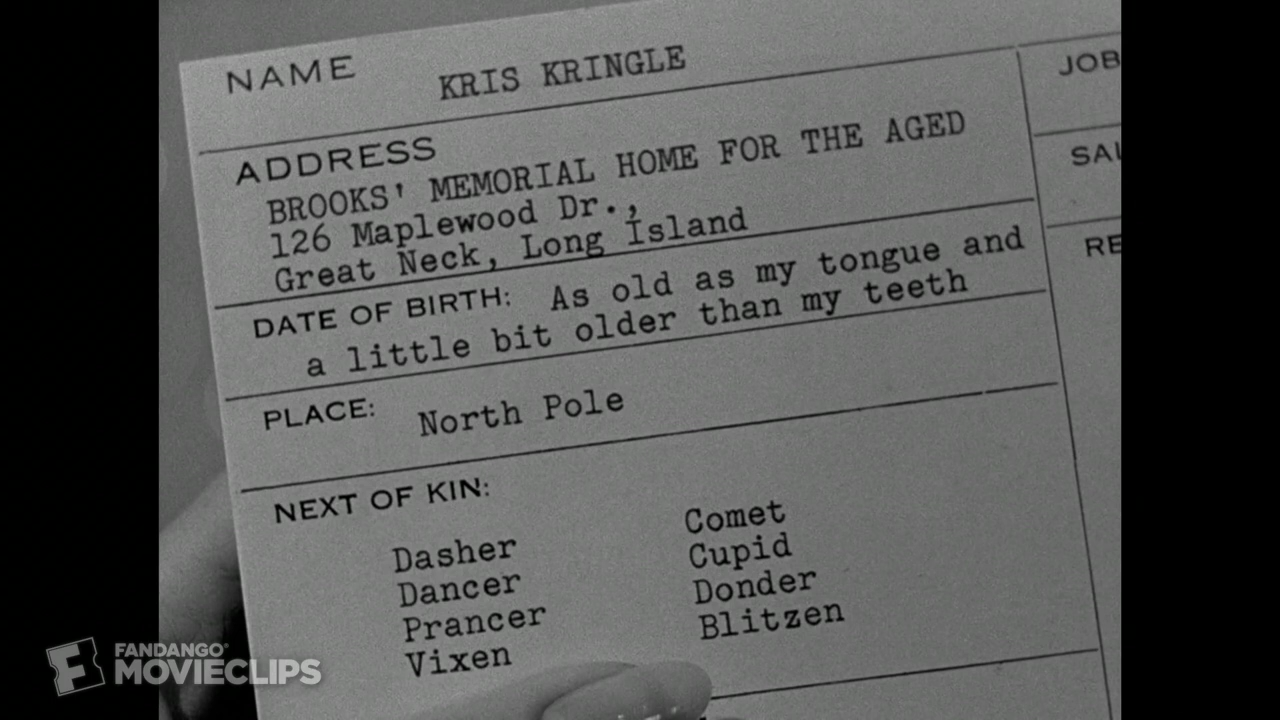 NAME KRIS KRINGLE
JOB
ADDRESS
BROOKS' MEMORIAL HOME FOR THE AGED
126 Maplewood Dr.,
Great Neck, Long Island
DATE OF BIRTH: As old as my tongue and
a little bit older than my teeth
PLACE: North Pole
NEXT OF KIN:
Dasher
Dancer
Prancer
Vixen
Comet
Cupid
Donder
Blitzen
FANDANGO
MOVIECLIPS